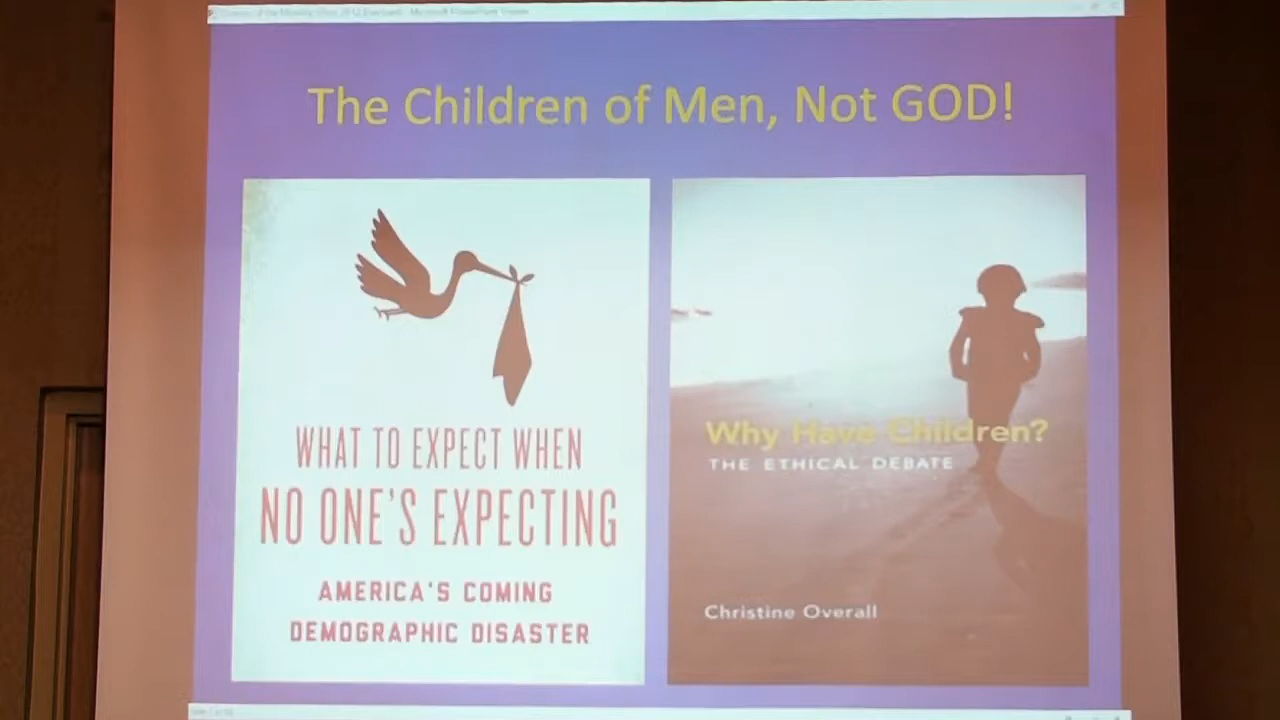 The Children of Men, Not GOD!
WHAT TO EXPECT WHEN
NO ONE'S EXPECTING
AMERICA'S COMING
DEMOGRAPHIC DISASTER
Why Have Children?
THE ETHICAL DEBATE
Christine Overall